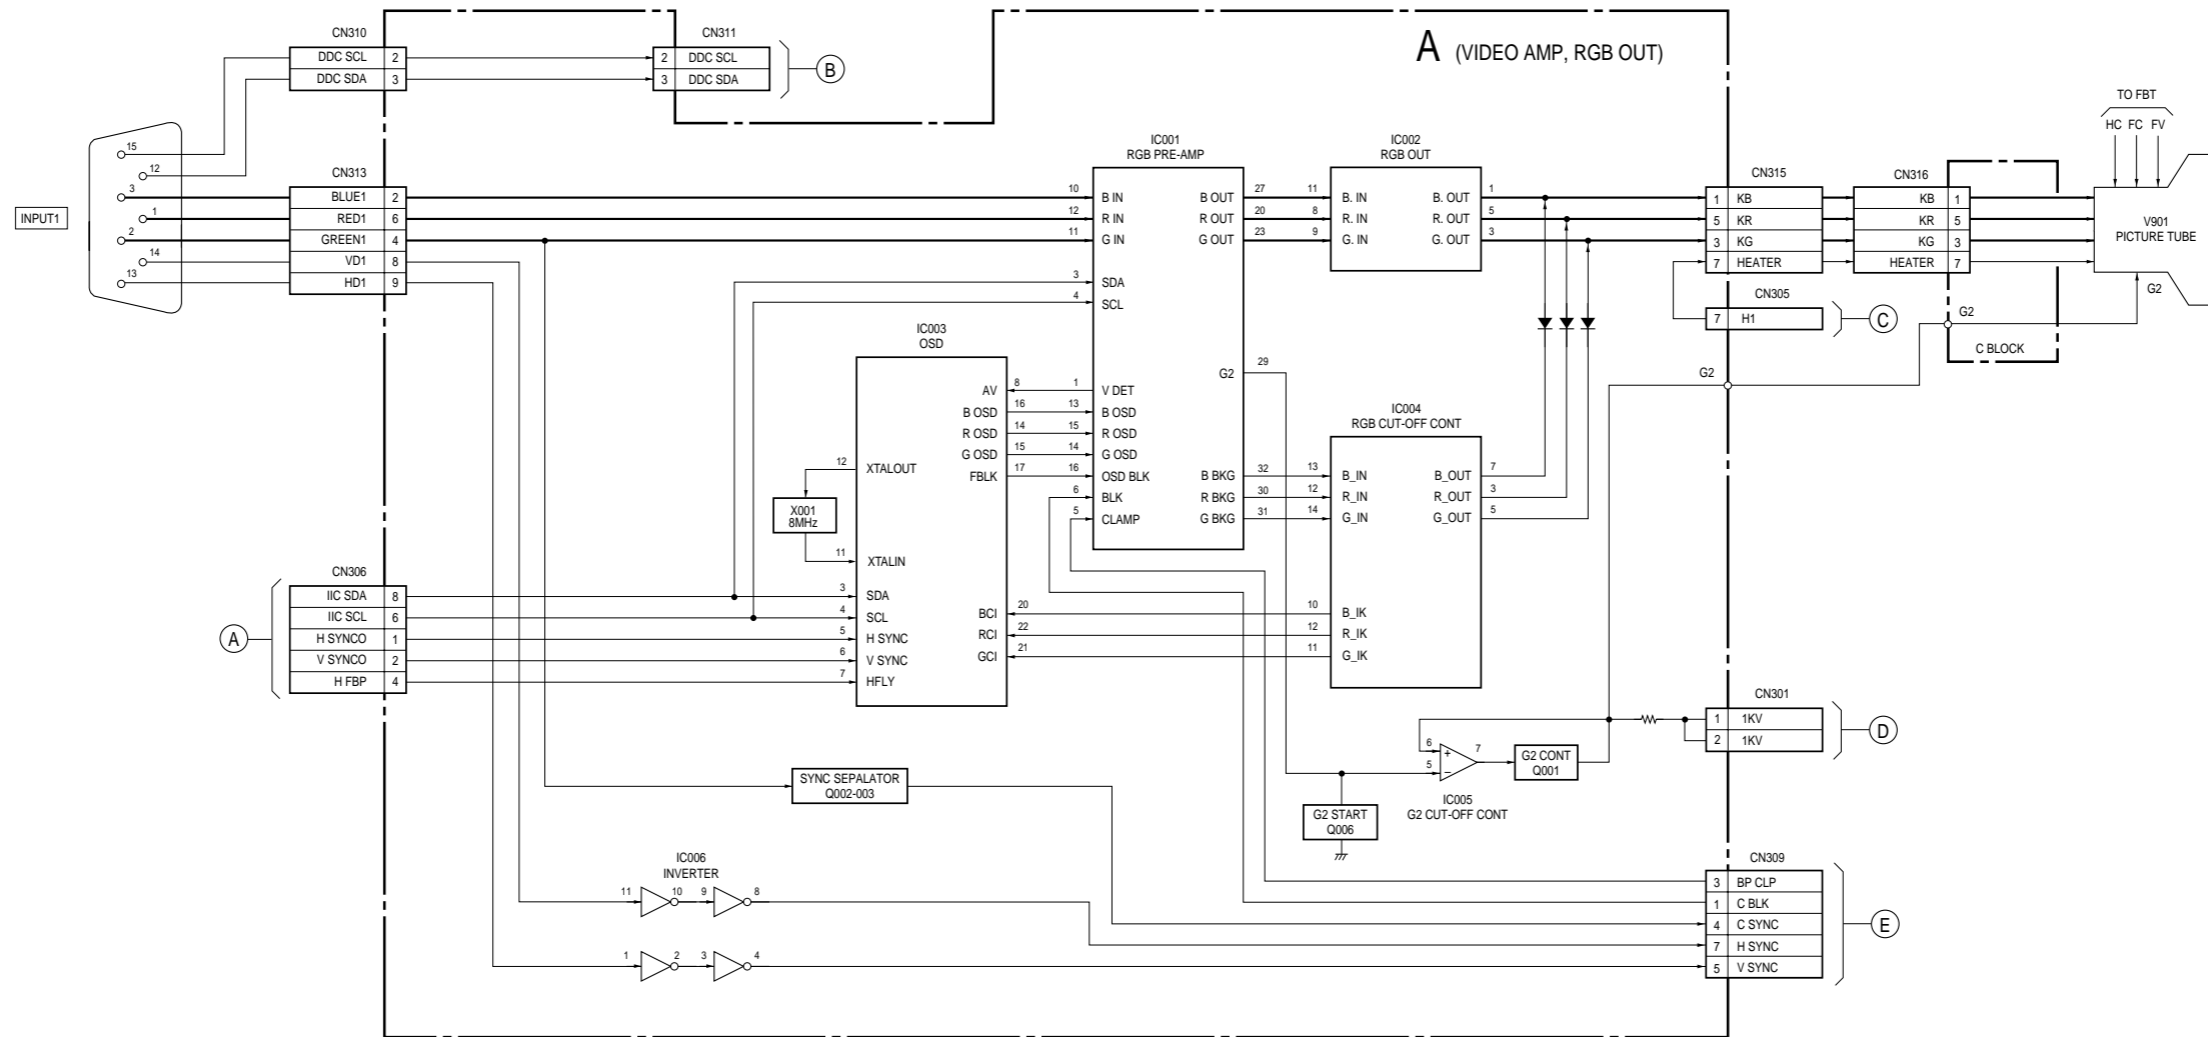 A (VIDEO AMP, RGB OUT)
INPUT1
15
12
3
1
2
14
13
CN310
DDC SCL 2
DDC SDA 3
CN311
2 DDC SCL
3 DDC SDA
B
CN313
BLUE1 2
RED1 6
GREEN1 4
VD1 8
HD1 9
IC001
RGB PRE-AMP
10 B IN
12 R IN
11 G IN
3 SDA
4 SCL
1 V DET
13 B OSD
15 R OSD
14 G OSD
16 OSD BLK
6 BLK
5 CLAMP
B OUT 27
R OUT 20
G OUT 23
G2 29
B BKG 32
R BKG 30
G BKG 31
IC002
RGB OUT
11 B. IN
8 R. IN
9 G. IN
B. OUT 1
R. OUT 5
G. OUT 3
CN315
1 KB
5 KR
3 KG
7 HEATER
CN316
KB 1
KR 5
KG 3
HEATER 7
CN305
7 H1
C
G2
G2
G2
C BLOCK
TO FBT
HC FC FV
V901
PICTURE TUBE
IC003
OSD
AV 8
B OSD 16
R OSD 14
G OSD 15
FBLK 17
12 XTALOUT
X001
8MHz
11 XTALIN
3 SDA
4 SCL
5 H SYNC
6 V SYNC
7 HFLY
BCI 20
RCI 22
GCI 21
IC004
RGB CUT-OFF CONT
13 B_IN
12 R_IN
14 G_IN
B_OUT 7
R_OUT 3
G_OUT 5
10 B_IK
12 R_IK
11 G_IK
CN306
A
IIC SDA 8
IIC SCL 6
H SYNCO 1
V SYNCO 2
H FBP 4
CN301
1 1KV
2 1KV
D
6 +
5 −
7
G2 CONT
Q001
IC005
G2 CUT-OFF CONT
G2 START
Q006
SYNC SEPALATOR
Q002-003
IC006
INVERTER
11 10 9 8
1 2 3 4
CN309
3 BP CLP
1 C BLK
4 C SYNC
7 H SYNC
5 V SYNC
E